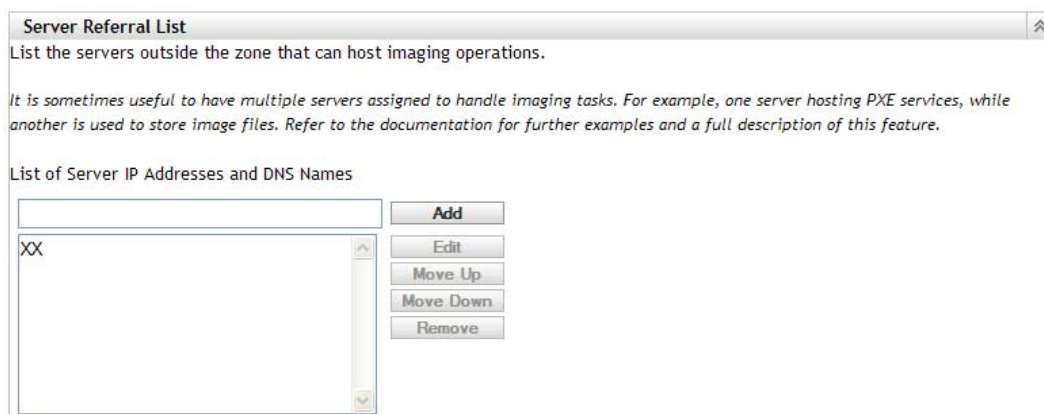 Server Referral List
List the servers outside the zone that can host imaging operations.
It is sometimes useful to have multiple servers assigned to handle imaging tasks. For example, one server hosting PXE services, while
another is used to store image files. Refer to the documentation for further examples and a full description of this feature.
List of Server IP Addresses and DNS Names
Add
XX
Edit
Move Up
Move Down
Remove